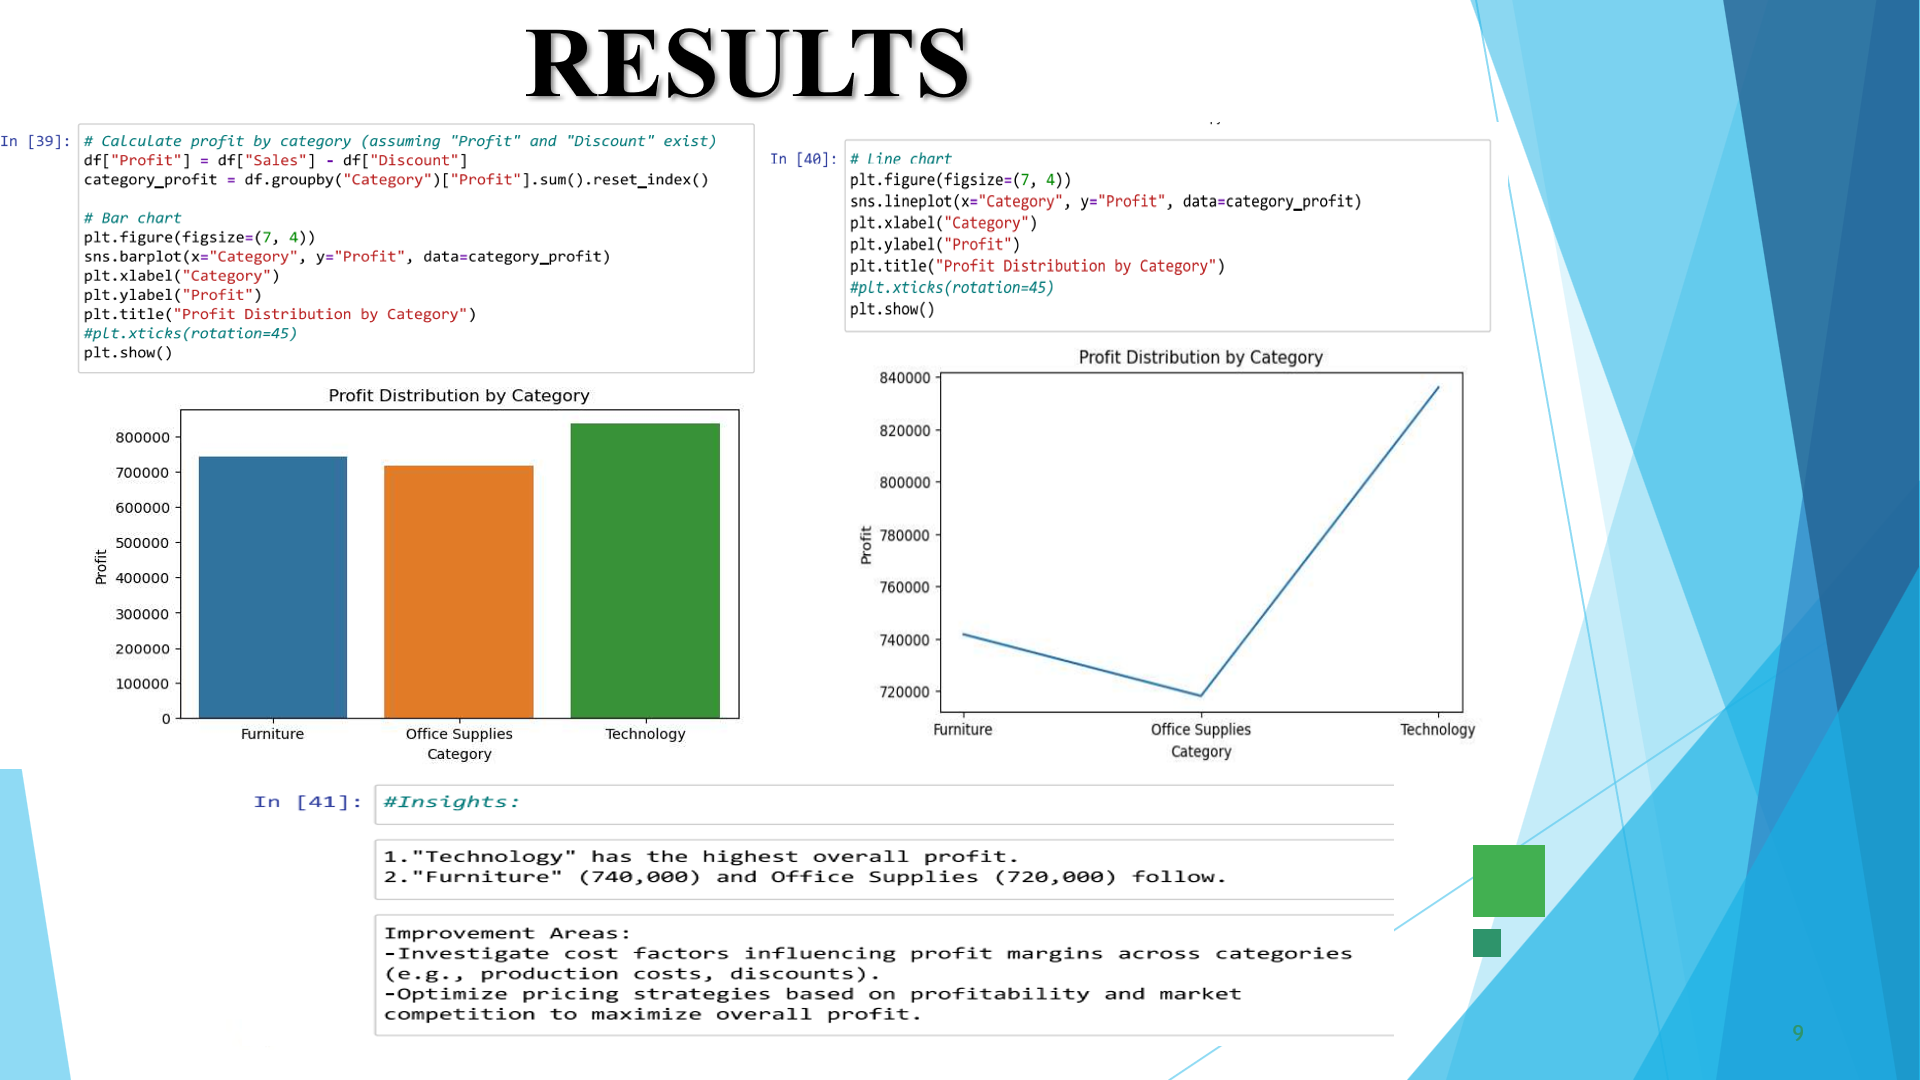 RESULTS
In [39]:
# Calculate profit by category (assuming "Profit" and "Discount" exist)
df["Profit"] = df["Sales"] - df["Discount"]
category_profit = df.groupby("Category")["Profit"].sum().reset_index()
# Bar chart
plt.figure(figsize=(7, 4))
sns.barplot(x="Category", y="Profit", data=category_profit)
plt.xlabel("Category")
plt.ylabel("Profit")
plt.title("Profit Distribution by Category")
#plt.xticks(rotation=45)
plt.show()
Profit Distribution by Category
800000
700000
600000
500000
400000
300000
200000
100000
0
Profit
Furniture
Office Supplies
Technology
Category
In [40]:
# Line chart
plt.figure(figsize=(7, 4))
sns.lineplot(x="Category", y="Profit", data=category_profit)
plt.xlabel("Category")
plt.ylabel("Profit")
plt.title("Profit Distribution by Category")
#plt.xticks(rotation=45)
plt.show()
Profit Distribution by Category
840000
820000
800000
780000
760000
740000
720000
Profit
Furniture
Office Supplies
Technology
Category
In [41]:
#Insights:
1."Technology" has the highest overall profit.
2."Furniture" (740,000) and Office Supplies (720,000) follow.
Improvement Areas:
-Investigate cost factors influencing profit margins across categories
(e.g., production costs, discounts).
-Optimize pricing strategies based on profitability and market
competition to maximize overall profit.
9